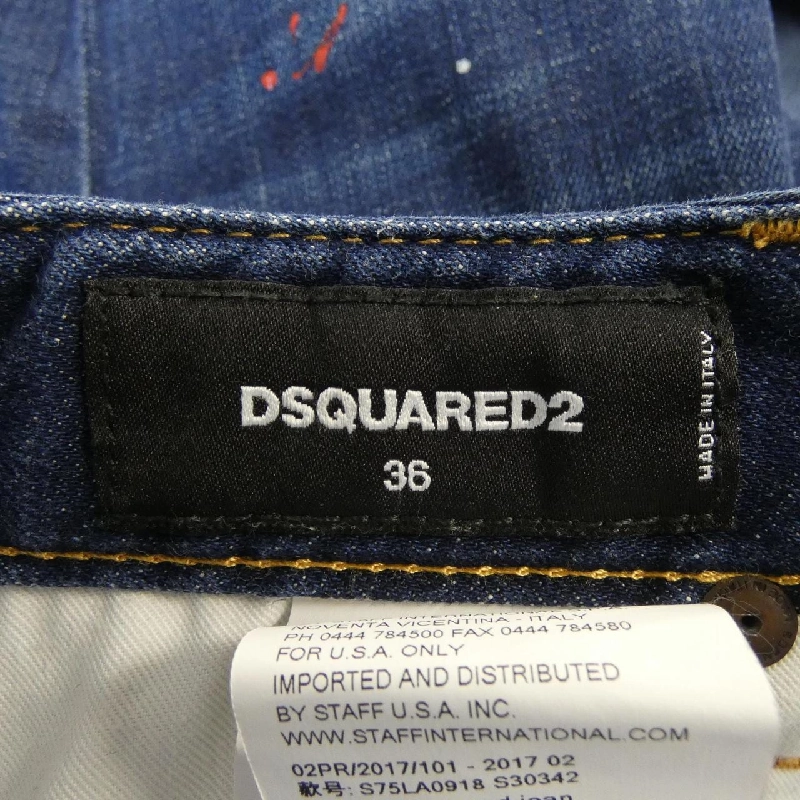 DSQUARED2
36
MADE IN ITALY
NOVENTA VICENTINA - ITALY
PH 0444 784500 FAX 0444 784580
FOR U.S.A. ONLY
IMPORTED AND DISTRIBUTED
BY STAFF U.S.A. INC.
WWW.STAFFINTERNATIONAL.COM
02PR/2017/101 - 2017 02
款号: S75LA0918 S30342